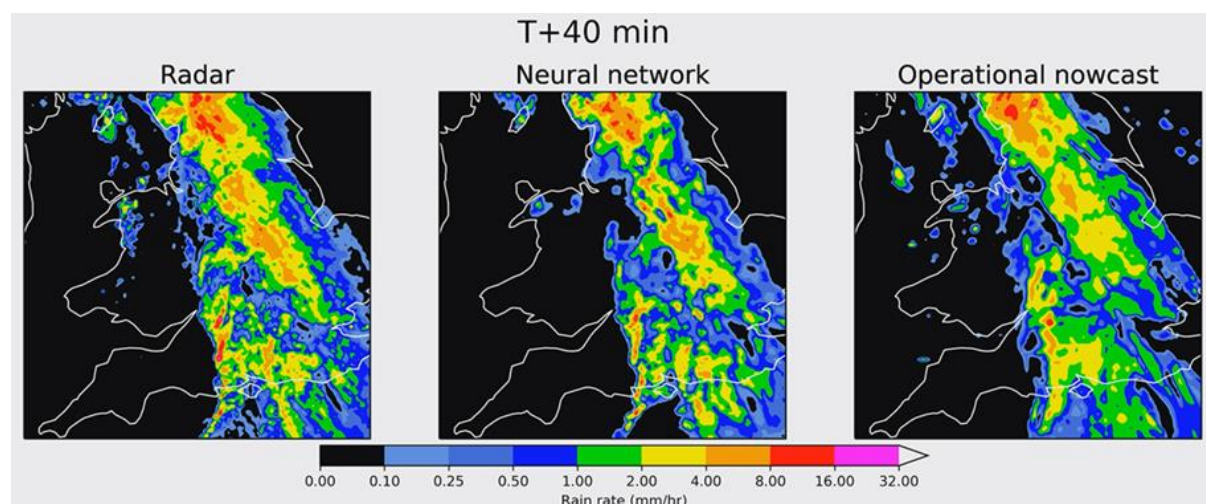 T+40 min
Radar
Neural network
Operational nowcast
0.00 0.10 0.25 0.50 1.00 2.00 4.00 8.00 16.00 32.00
Rain rate (mm/hr)